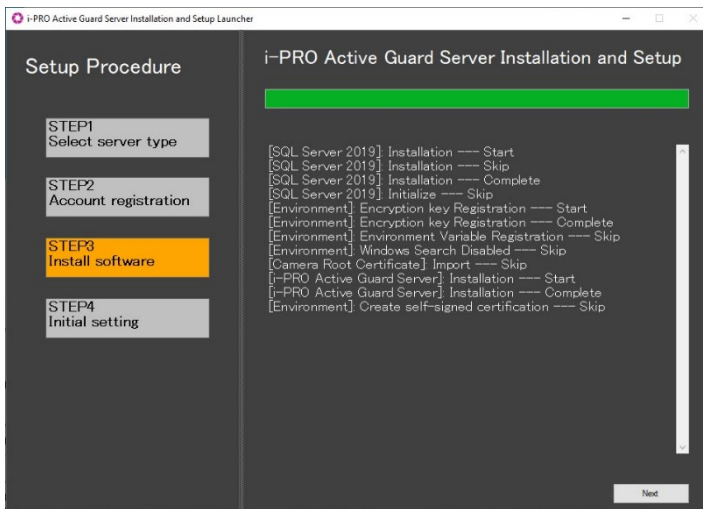 i-PRO Active Guard Server Installation and Setup Launcher
Setup Procedure
STEP1
Select server type
STEP2
Account registration
STEP3
Install software
STEP4
Initial setting
i-PRO Active Guard Server Installation and Setup
[SQL Server 2019]: Installation --- Start
[SQL Server 2019]: Installation --- Skip
[SQL Server 2019]: Installation --- Complete
[SQL Server 2019]: Initialize --- Skip
[Environment]: Encryption key Registration --- Start
[Environment]: Encryption key Registration --- Complete
[Environment]: Environment Variable Registration --- Skip
[Environment]: Windows Search Disabled --- Skip
[Camera Root Certificate]: Import --- Skip
[i-PRO Active Guard Server]: Installation --- Start
[i-PRO Active Guard Server]: Installation --- Complete
[Environment]: Create self-signed certification --- Skip
Next